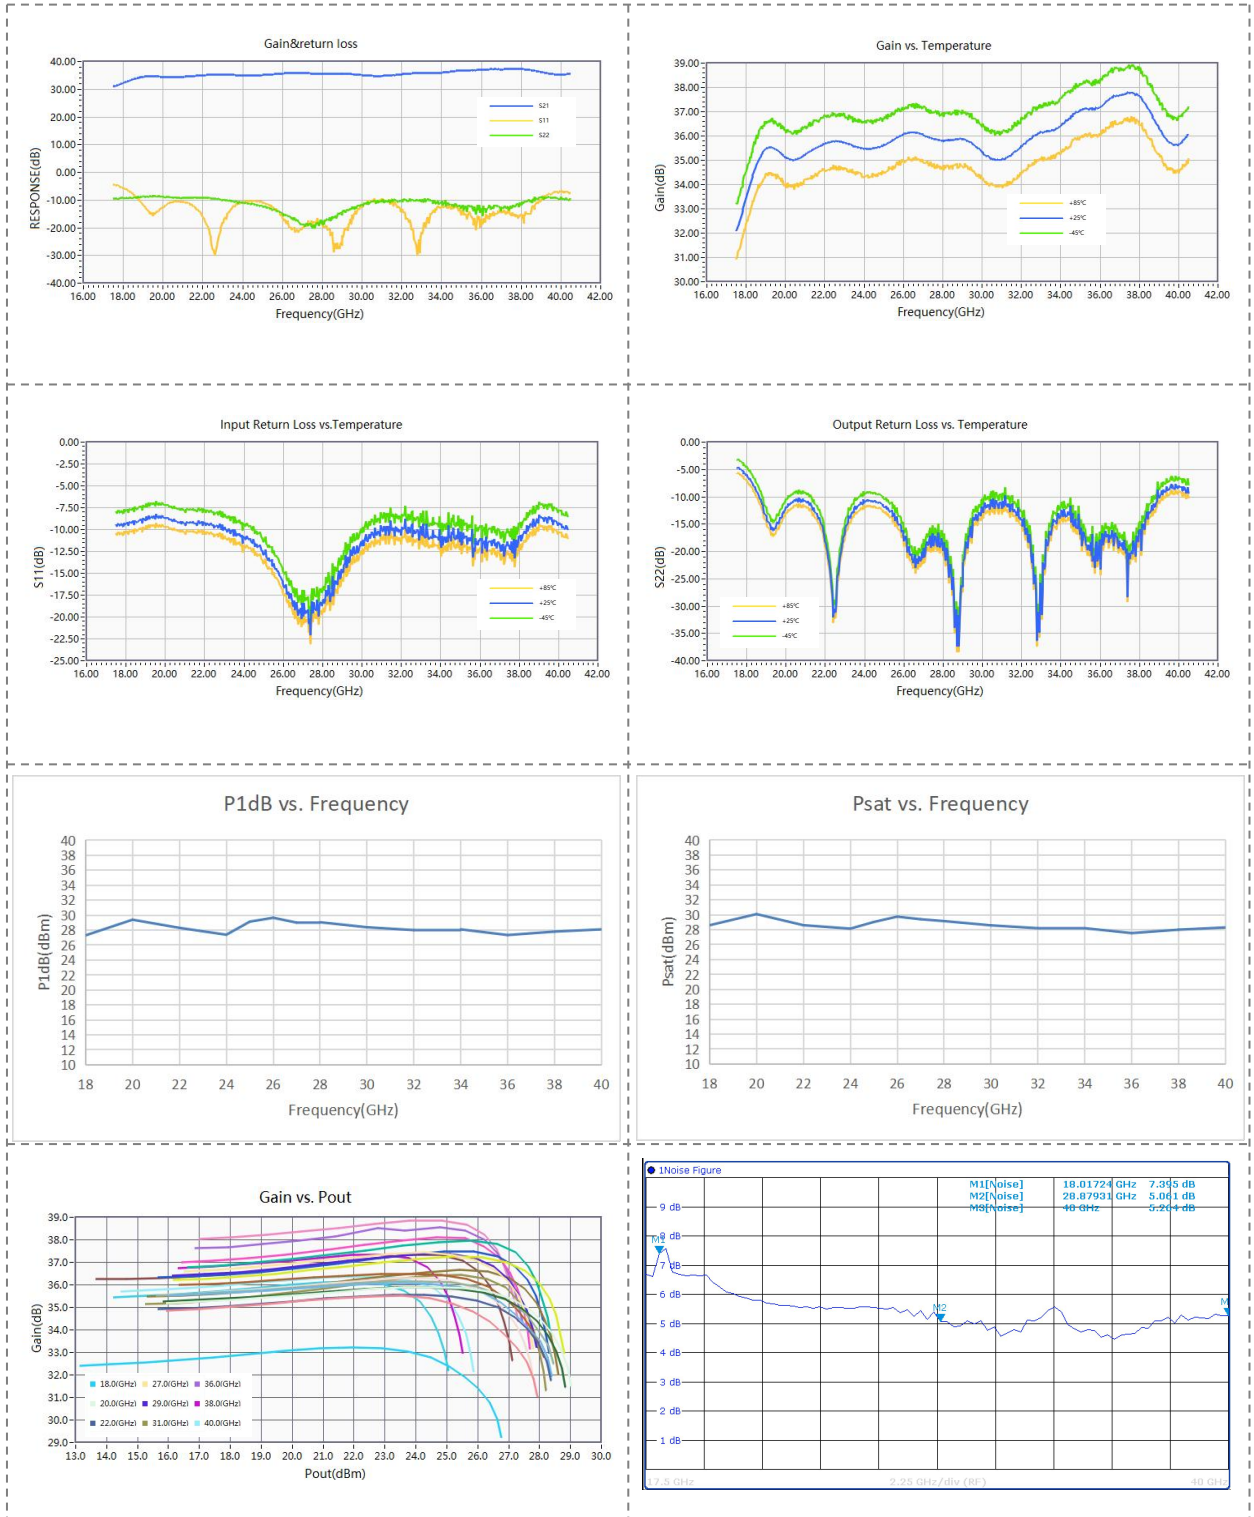 Gain&return loss
40.00
30.00
20.00
10.00
0.00
-10.00
-20.00
-30.00
-40.00
RESPONSE(dB)
S21
S11
S22
16.00 18.00 20.00 22.00 24.00 26.00 28.00 30.00 32.00 34.00 36.00 38.00 40.00 42.00
Frequency(GHz)
Gain vs. Temperature
39.00
38.00
37.00
36.00
35.00
34.00
33.00
32.00
31.00
30.00
Gain(dB)
+85℃
+25℃
-45℃
16.00 18.00 20.00 22.00 24.00 26.00 28.00 30.00 32.00 34.00 36.00 38.00 40.00 42.00
Frequency(GHz)
Input Return Loss vs.Temperature
0.00
-2.50
-5.00
-7.50
-10.00
-12.50
-15.00
-17.50
-20.00
-22.50
-25.00
S11(dB)
+85℃
+25℃
-45℃
16.00 18.00 20.00 22.00 24.00 26.00 28.00 30.00 32.00 34.00 36.00 38.00 40.00 42.00
Frequency(GHz)
Output Return Loss vs. Temperature
0.00
-5.00
-10.00
-15.00
-20.00
-25.00
-30.00
-35.00
-40.00
S22(dB)
+85℃
+25℃
-45℃
16.00 18.00 20.00 22.00 24.00 26.00 28.00 30.00 32.00 34.00 36.00 38.00 40.00 42.00
Frequency(GHz)
P1dB vs. Frequency
40
38
36
34
32
30
28
26
24
22
20
18
16
14
12
10
P1dB(dBm)
18 20 22 24 26 28 30 32 34 36 38 40
Frequency(GHz)
Psat vs. Frequency
40
38
36
34
32
30
28
26
24
22
20
18
16
14
12
10
Psat(dBm)
18 20 22 24 26 28 30 32 34 36 38 40
Frequency(GHz)
Gain vs. Pout
39.0
38.0
37.0
36.0
35.0
34.0
33.0
32.0
31.0
30.0
29.0
Gain(dB)
18.0(GHz) 27.0(GHz) 36.0(GHz)
20.0(GHz) 29.0(GHz) 38.0(GHz)
22.0(GHz) 31.0(GHz) 40.0(GHz)
13.0 14.0 15.0 16.0 17.0 18.0 19.0 20.0 21.0 22.0 23.0 24.0 25.0 26.0 27.0 28.0 29.0 30.0
Pout(dBm)
1Noise Figure
M1[Noise] 18.01724 GHz 7.395 dB
M2[Noise] 28.87931 GHz 5.061 dB
M3[Noise] 40 GHz 5.264 dB
9 dB
8 dB
M1
7 dB
6 dB
M2
M
5 dB
4 dB
3 dB
2 dB
1 dB
17.5 GHz 2.25 GHz/div (RF) 40 GHz